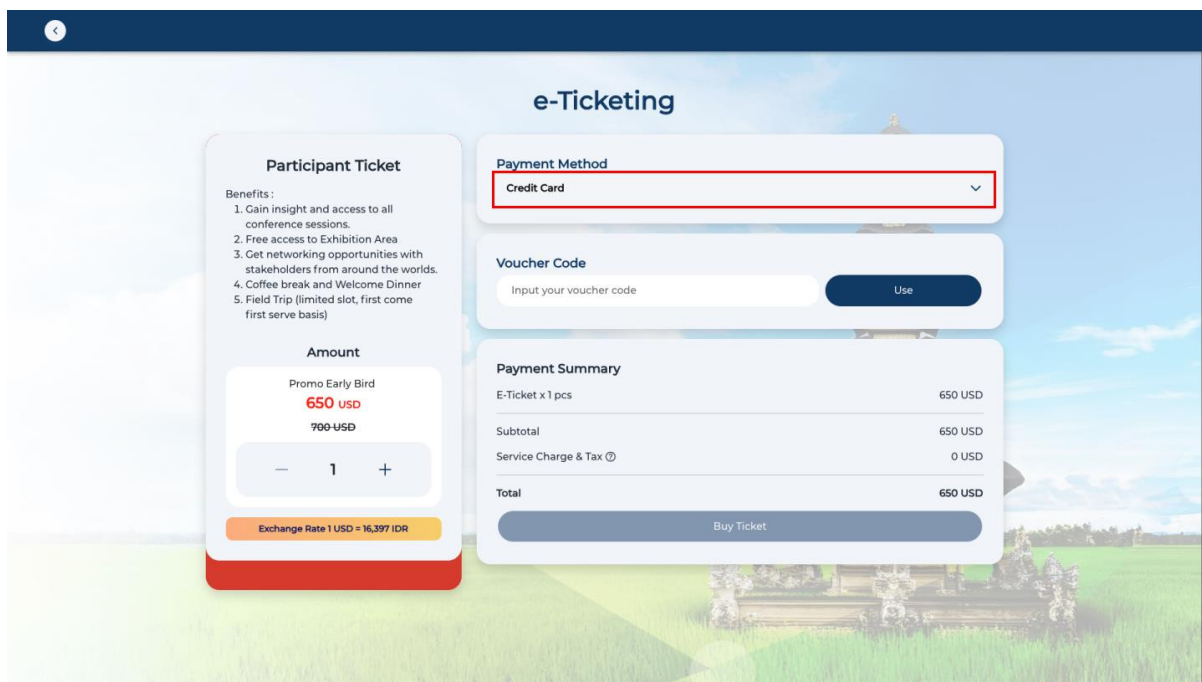 e-Ticketing
Participant Ticket
Benefits :
1. Gain insight and access to all
conference sessions.
2. Free access to Exhibition Area
3. Get networking opportunities with
stakeholders from around the worlds.
4. Coffee break and Welcome Dinner
5. Field Trip (limited slot, first come
first serve basis)
Amount
Promo Early Bird
650 USD
700 USD
1
Exchange Rate 1 USD = 16,397 IDR
Payment Method
Credit Card
Voucher Code
Input your voucher code Use
Payment Summary
E-Ticket x 1 pcs 650 USD
Subtotal 650 USD
Service Charge & Tax 0 USD
Total 650 USD
Buy Ticket